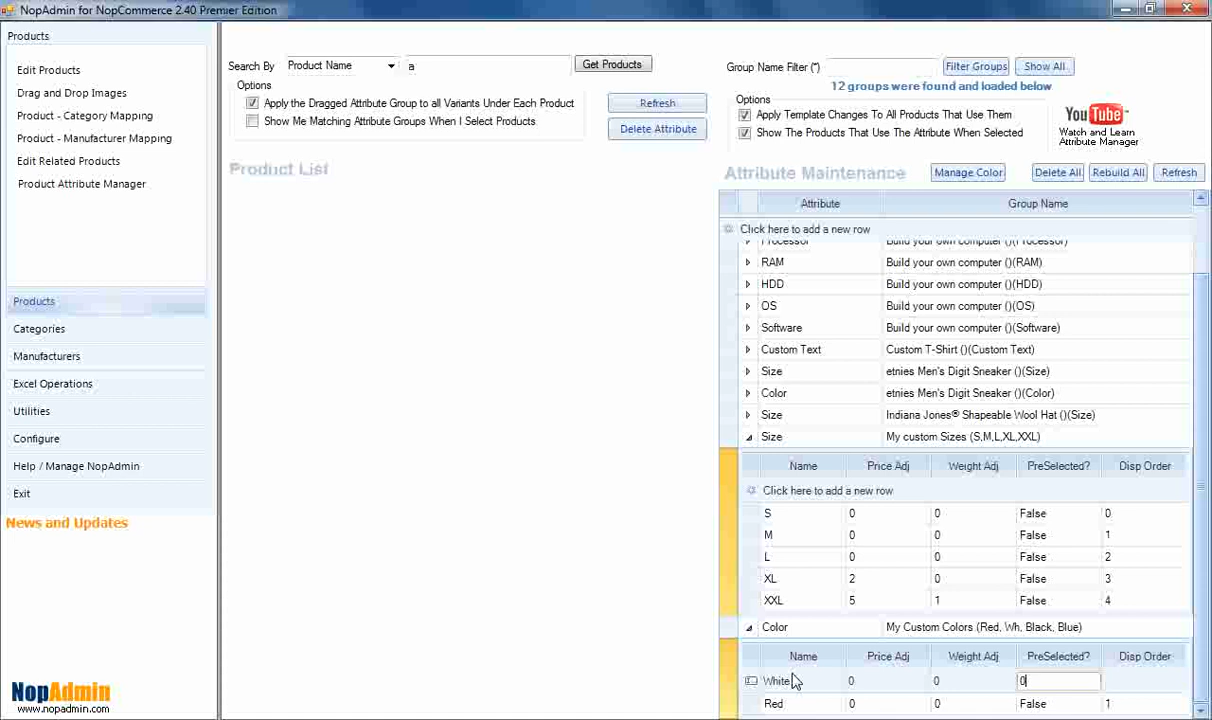 NopAdmin for NopCommerce 2.40 Premier Edition
Products
Edit Products
Drag and Drop Images
Product - Category Mapping
Product - Manufacturer Mapping
Edit Related Products
Product Attribute Manager
Products
Categories
Manufacturers
Excel Operations
Utilities
Configure
Help / Manage NopAdmin
Exit
News and Updates
NopAdmin
www.nopadmin.com
Search By Product Name a Get Products
Options
Apply the Dragged Attribute Group to all Variants Under Each Product
Show Me Matching Attribute Groups When I Select Products
Refresh
Delete Attribute
Product List
Group Name Filter (*) Filter Groups Show All
12 groups were found and loaded below
Options
Apply Template Changes To All Products That Use Them
Show The Products That Use The Attribute When Selected
YouTube
Watch and Learn
Attribute Manager
Attribute Maintenance Manage Color Delete All Rebuild All Refresh
Attribute Group Name
Click here to add a new row
Processor Build your own computer ()(Processor)
RAM Build your own computer ()(RAM)
HDD Build your own computer ()(HDD)
OS Build your own computer ()(OS)
Software Build your own computer ()(Software)
Custom Text Custom T-Shirt ()(Custom Text)
Size etnies Men's Digit Sneaker ()(Size)
Color etnies Men's Digit Sneaker ()(Color)
Size Indiana Jones® Shapeable Wool Hat ()(Size)
Size My custom Sizes (S,M,L,XL,XXL)
Name Price Adj Weight Adj PreSelected? Disp Order
Click here to add a new row
S 0 0 False 0
M 0 0 False 1
L 0 0 False 2
XL 2 0 False 3
XXL 5 1 False 4
Color My Custom Colors (Red, Wh, Black, Blue)
Name Price Adj Weight Adj PreSelected? Disp Order
White 0 0 0
Red 0 0 False 1